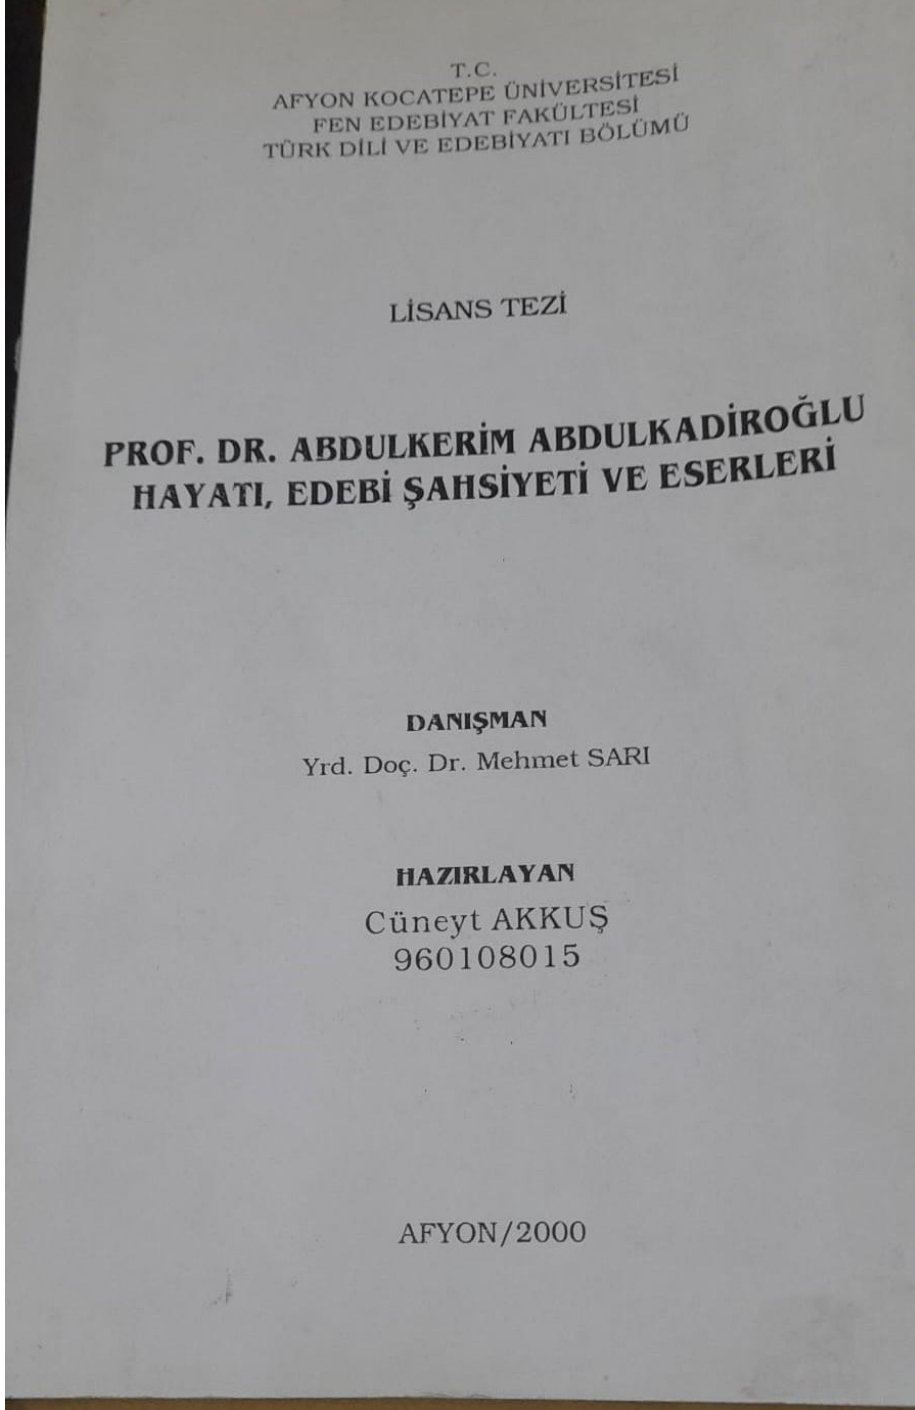 T.C.
AFYON KOCATEPE ÜNİVERSİTESİ
FEN EDEBİYAT FAKÜLTESİ
TÜRK DİLİ VE EDEBİYATI BÖLÜMÜ
LİSANS TEZİ
PROF. DR. ABDULKERİM ABDULKADİROĞLU
HAYATI, EDEBİ ŞAHSİYETİ VE ESERLERİ
DANIŞMAN
Yrd. Doç. Dr. Mehmet SARI
HAZIRLAYAN
Cüneyt AKKUŞ
960108015
AFYON/2000